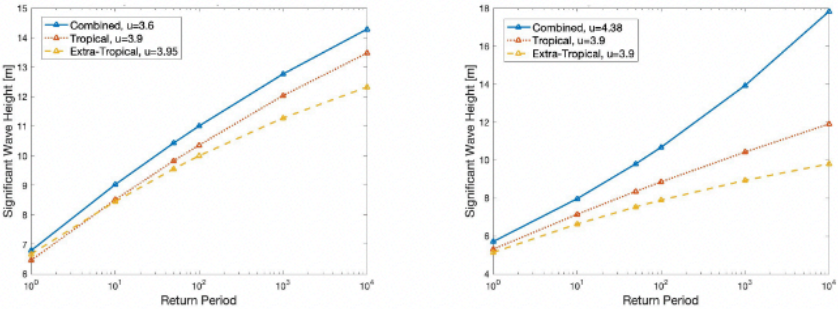 15
14
13
12
11
10
9
8
7
6
Significant Wave Height [m]
Combined, u=3.6
Tropical, u=3.9
Extra-Tropical, u=3.95
10^0 10^1 10^2 10^3 10^4
Return Period
18
16
14
12
10
8
6
4
Significant Wave Height [m]
Combined, u=4.38
Tropical, u=3.9
Extra-Tropical, u=3.9
10^0 10^1 10^2 10^3 10^4
Return Period